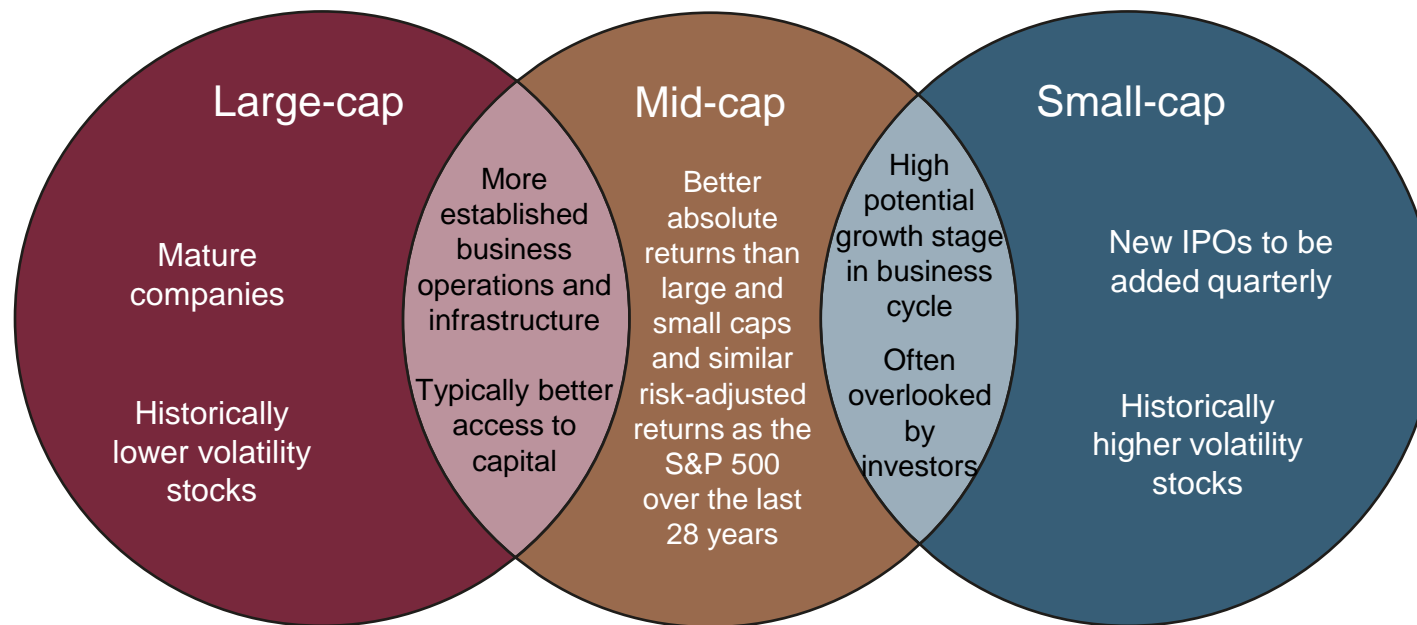 Large-cap
Mature
companies
Historically
lower volatility
stocks
More
established
business
operations and
infrastructure
Typically better
access to
capital
Mid-cap
Better
absolute
returns than
large and
small caps
and similar
risk-adjusted
returns as the
S&P 500
over the last
28 years
High
potential
growth stage
in business
cycle
Often
overlooked
by
investors
Small-cap
New IPOs to be
added quarterly
Historically
higher volatility
stocks